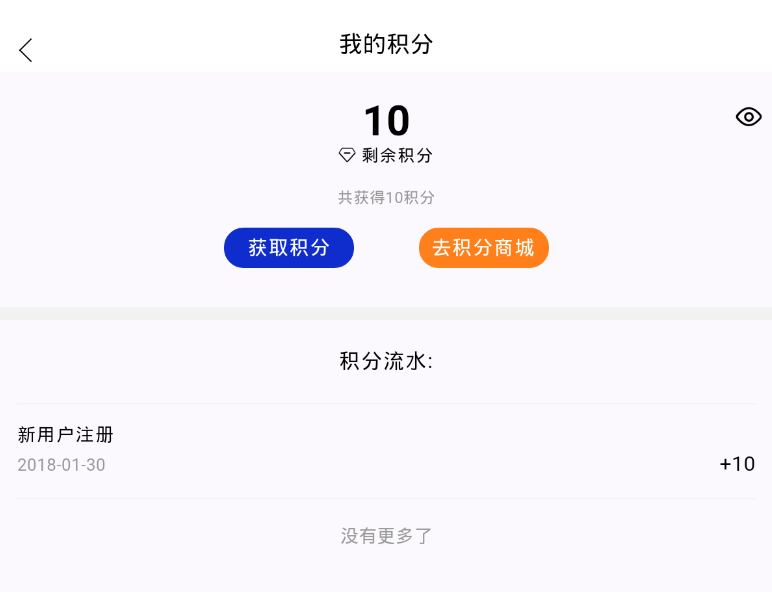 我的积分
10
剩余积分
共获得10积分
获取积分
去积分商城
积分流水:
新用户注册
2018-01-30
+10
没有更多了